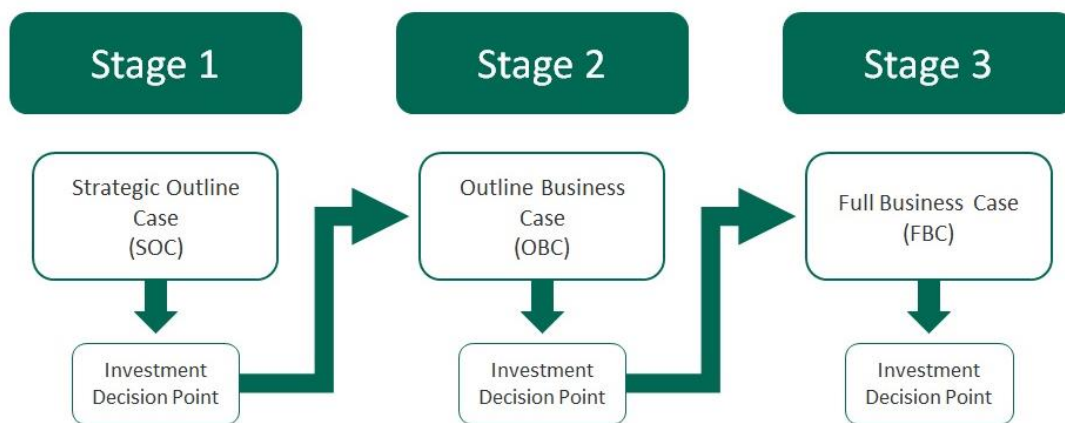 Stage 1
Stage 2
Stage 3
Strategic Outline
Case
(SOC)
Outline Business
Case
(OBC)
Full Business Case
(FBC)
Investment
Decision Point
Investment
Decision Point
Investment
Decision Point